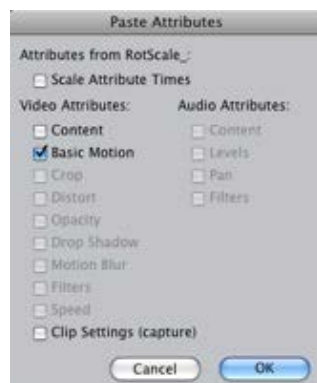 Paste Attributes
Attributes from RotScale_:
Scale Attribute Times
Video Attributes: Audio Attributes:
Content Content
Basic Motion Levels
Crop Pan
Distort Filters
Opacity
Drop Shadow
Motion Blur
Filters
Speed
Clip Settings (capture)
Cancel OK